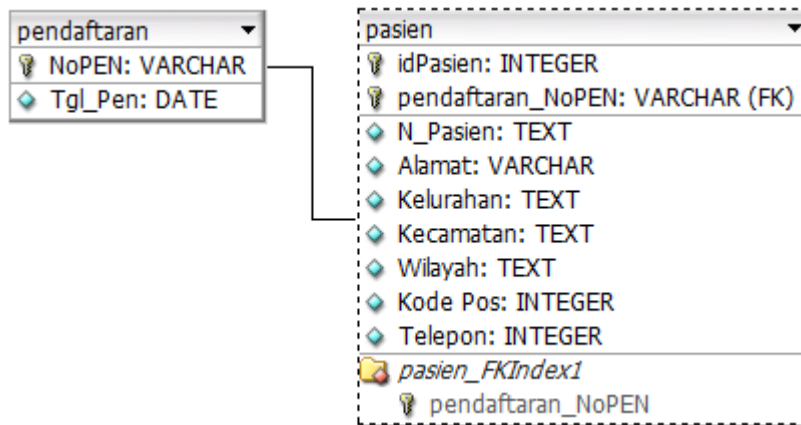 pendaftaran
NoPEN: VARCHAR
Tgl_Pen: DATE
pasien
idPasien: INTEGER
pendaftaran_NoPEN: VARCHAR (FK)
N_Pasien: TEXT
Alamat: VARCHAR
Kelurahan: TEXT
Kecamatan: TEXT
Wilayah: TEXT
Kode Pos: INTEGER
Telepon: INTEGER
pasien_FKIndex1
pendaftaran_NoPEN